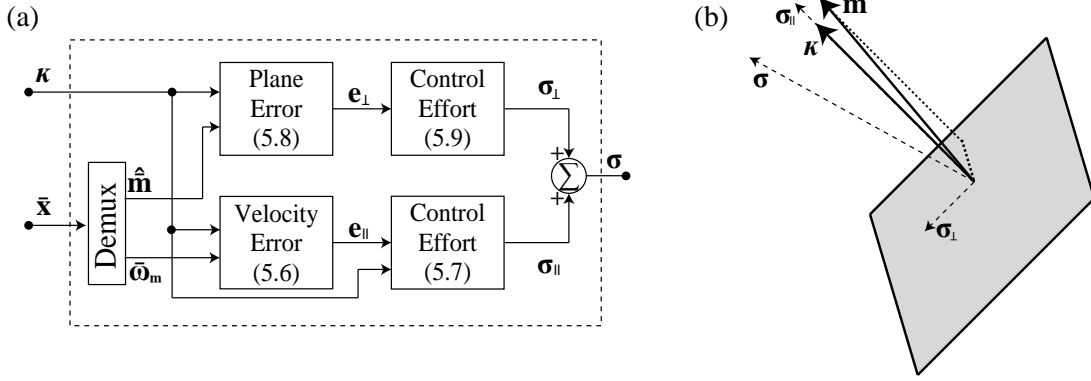 (a)
κ
Plane
Error
(5.8)
e⊥
Control
Effort
(5.9)
σ⊥
+
Σ
+
σ
x̄
Demux
m̂̄
ω̄m
Velocity
Error
(5.6)
e∥
Control
Effort
(5.7)
σ∥
(b)
σ∥
m
κ
σ
σ⊥